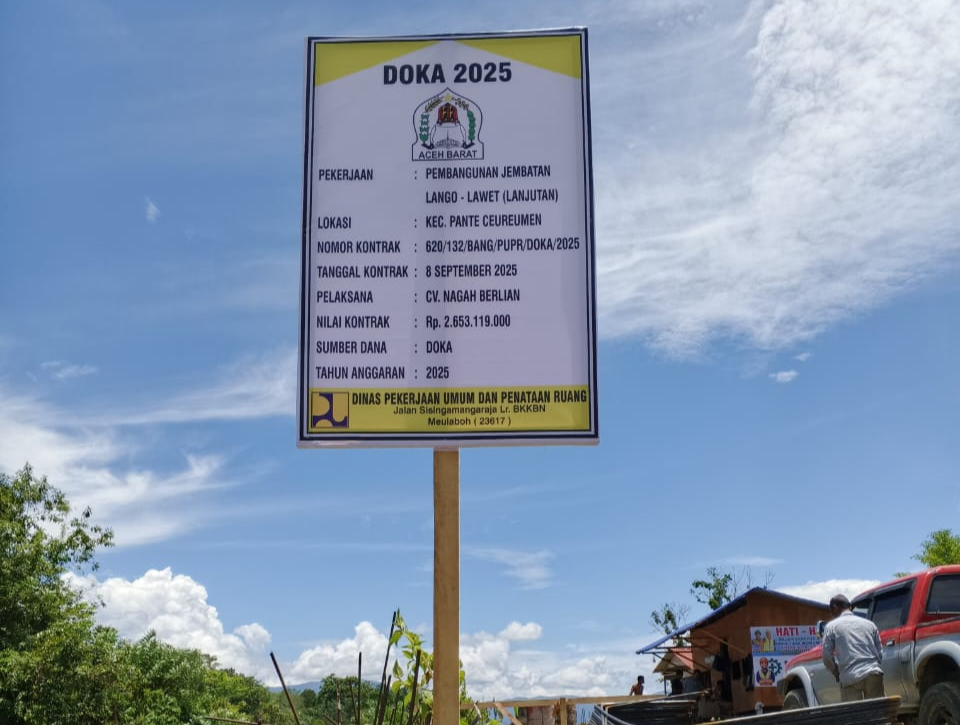 DOKA 2025
ACEH BARAT
PEKERJAAN : PEMBANGUNAN JEMBATAN
LANGO - LAWET (LANJUTAN)
LOKASI : KEC. PANTE CEUREUMEN
NOMOR KONTRAK : 620/132/BANG/PUPR/DOKA/2025
TANGGAL KONTRAK : 8 SEPTEMBER 2025
PELAKSANA : CV. NAGAH BERLIAN
NILAI KONTRAK : Rp. 2.653.119.000
SUMBER DANA : DOKA
TAHUN ANGGARAN : 2025
DINAS PEKERJAAN UMUM DAN PENATAAN RUANG
Jalan Sisingamangaraja Lr. BKKBN
Meulaboh ( 23617 )
HATI - H